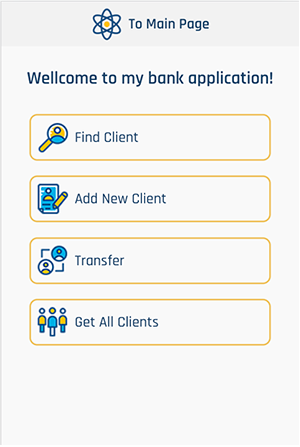 To Main Page
Wellcome to my bank application!
Find Client
Add New Client
Transfer
Get All Clients